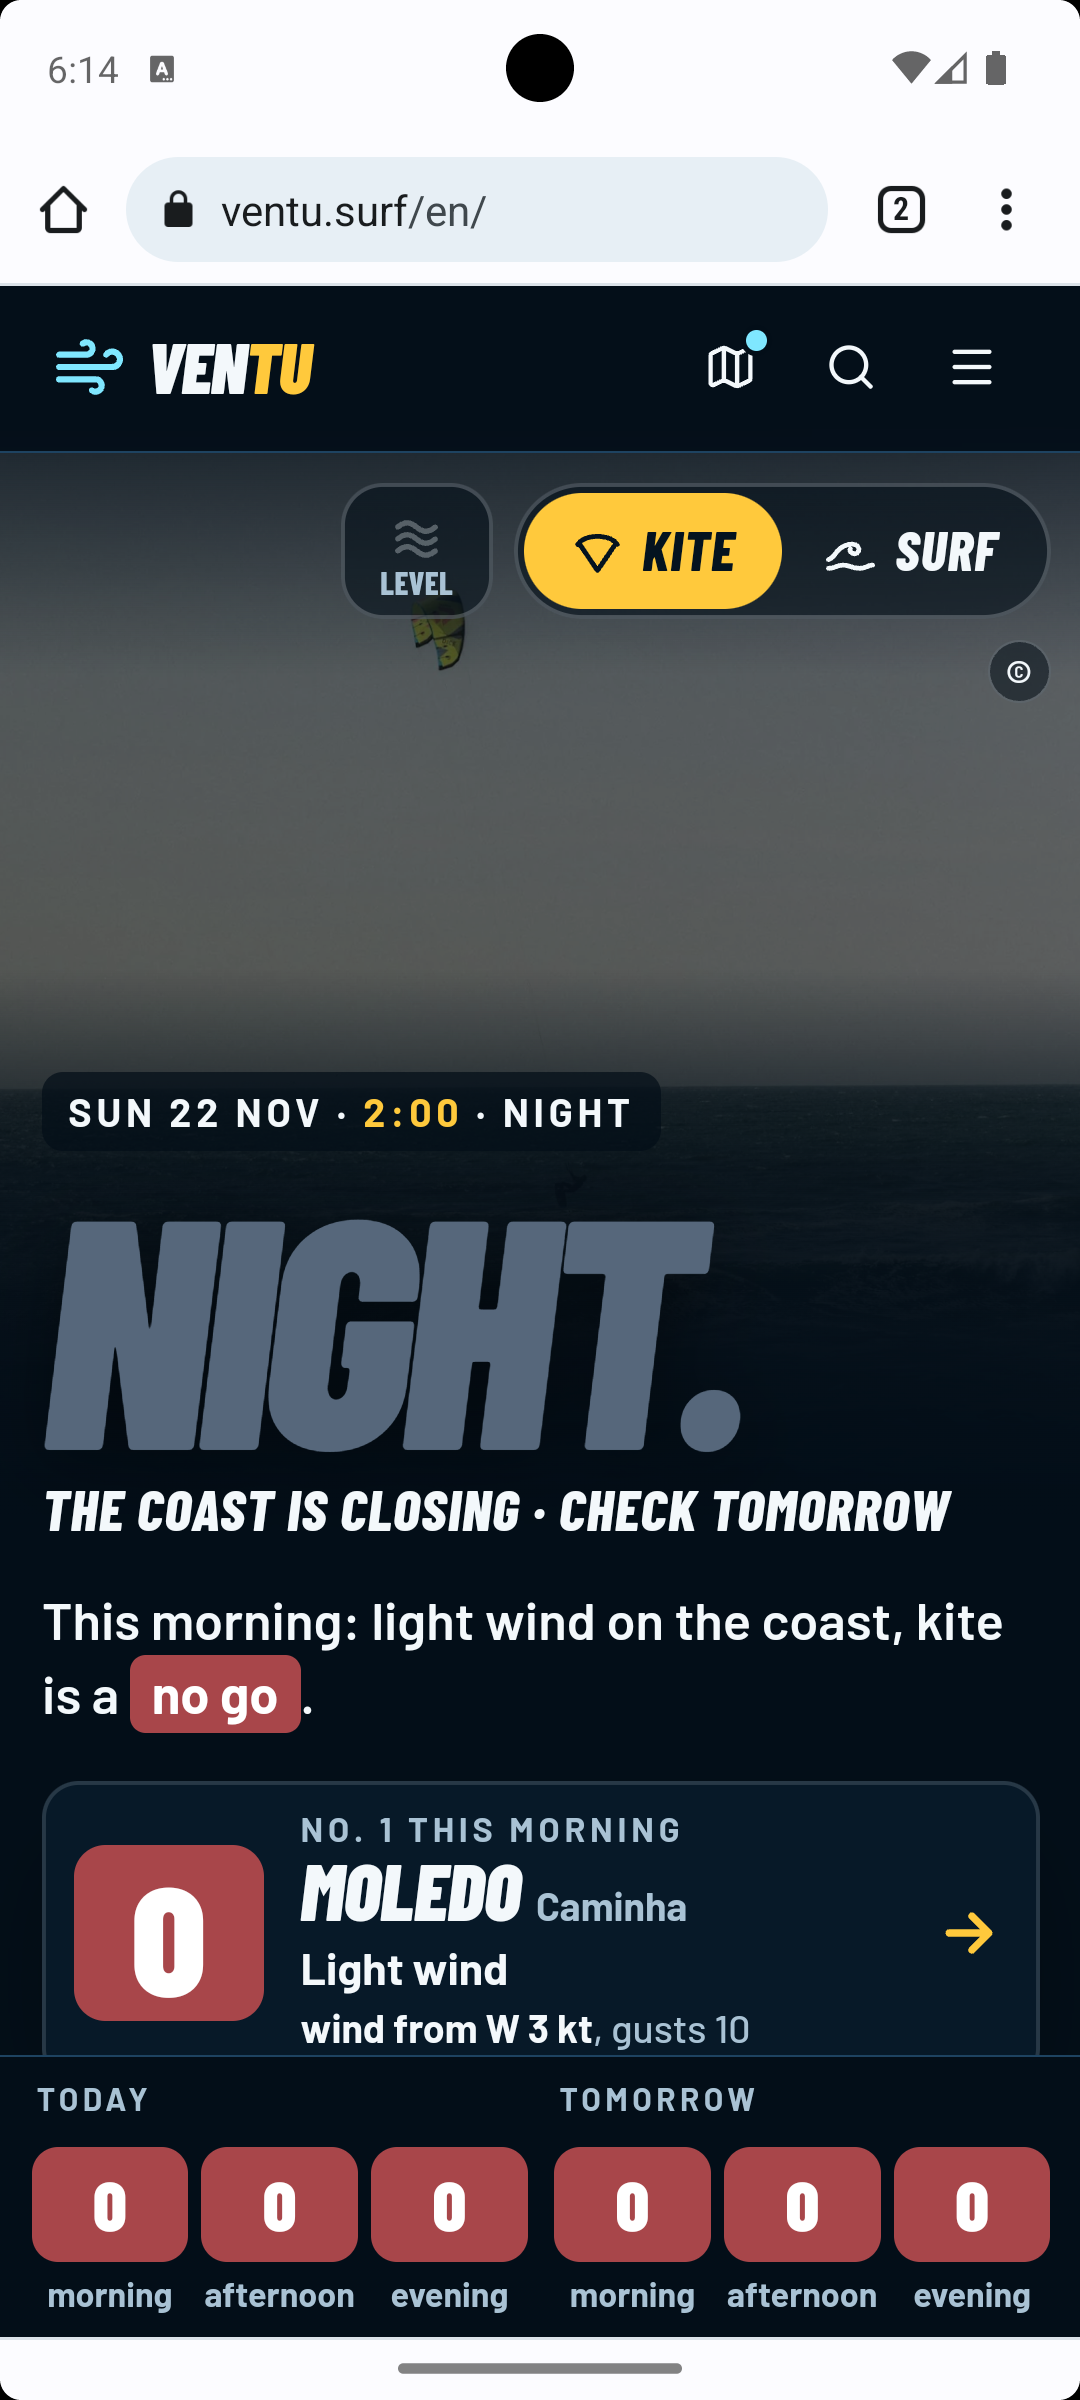 6:14
ventu.surf/en/
2
VENTU
LEVEL
KITE
SURF
©
SUN 22 NOV · 2:00 · NIGHT
NIGHT.
THE COAST IS CLOSING · CHECK TOMORROW
This morning: light wind on the coast, kite
is a no go.
NO. 1 THIS MORNING
0
MOLEDO Caminha
Light wind
wind from W 3 kt, gusts 10
TODAY
TOMORROW
0 0 0 0 0 0
morning afternoon evening morning afternoon evening